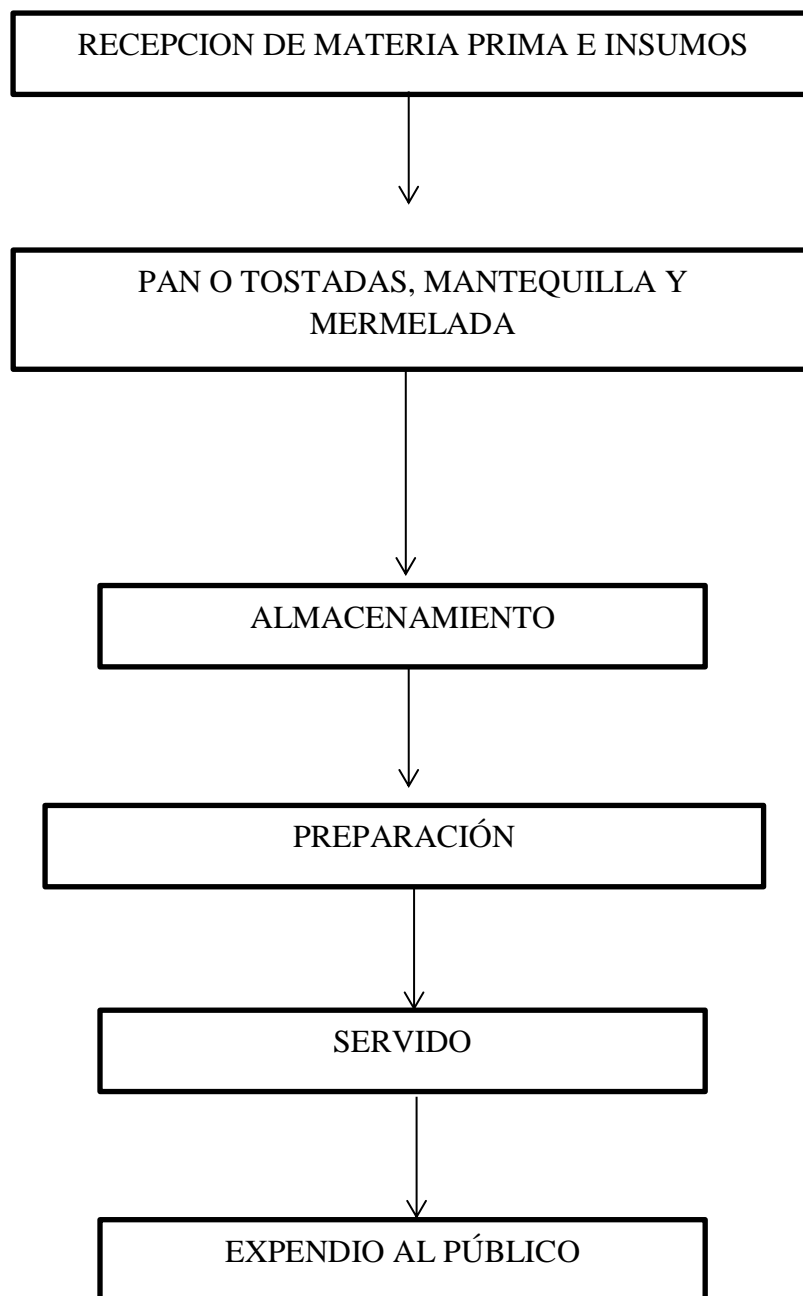 RECEPCION DE MATERIA PRIMA E INSUMOS
PAN O TOSTADAS, MANTEQUILLA Y
MERMELADA
ALMACENAMIENTO
PREPARACIÓN
SERVIDO
EXPENDIO AL PÚBLICO